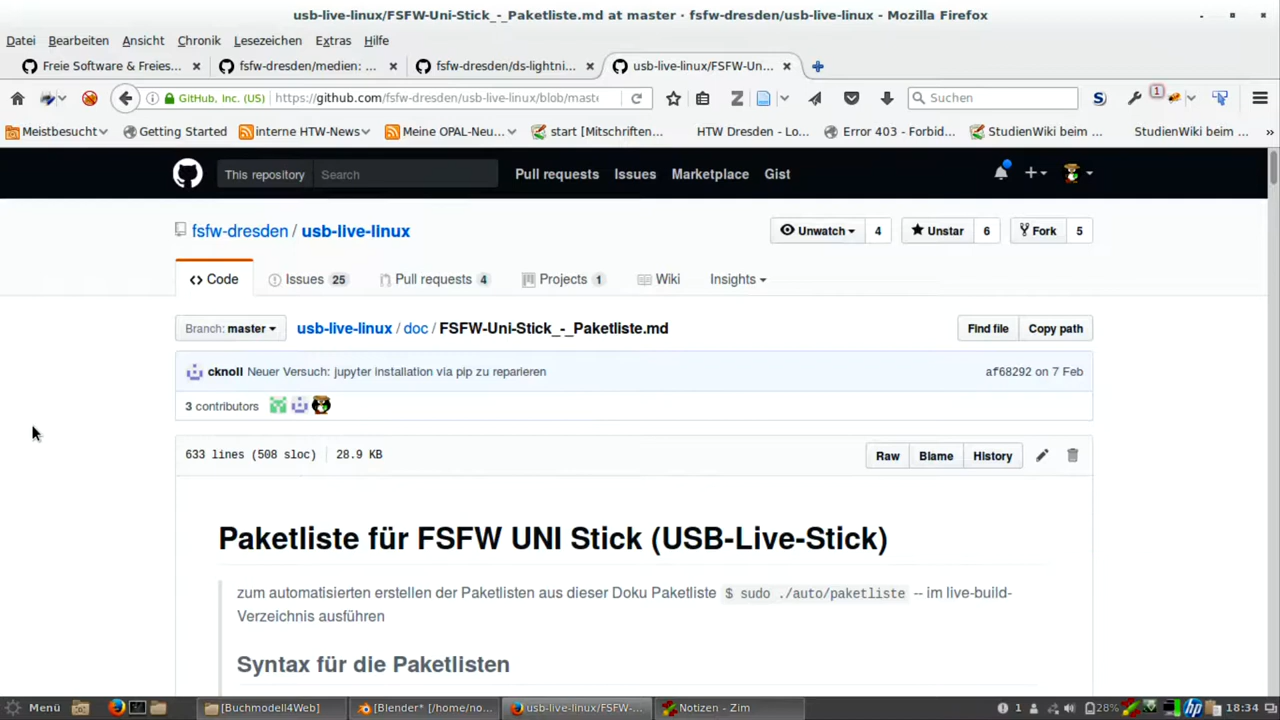 usb-live-linux/FSFW-Uni-Stick_-_Paketliste.md at master · fsfw-dresden/usb-live-linux - Mozilla Firefox
Datei Bearbeiten Ansicht Chronik Lesezeichen Extras Hilfe
Freie Software & Freies... fsfw-dresden/medien: ... fsfw-dresden/ds-lightni... usb-live-linux/FSFW-Un...
GitHub, Inc. (US) https://github.com/fsfw-dresden/usb-live-linux/blob/maste Suchen 1
Meistbesucht Getting Started interne HTW-News Meine OPAL-Neu... start [Mitschriften... HTW Dresden - Lo... Error 403 - Forbid... StudienWiki beim ... StudienWiki beim ... »
This repository Search Pull requests Issues Marketplace Gist
fsfw-dresden / usb-live-linux Unwatch 4 Unstar 6 Fork 5
Code Issues 25 Pull requests 4 Projects 1 Wiki Insights
Branch: master usb-live-linux / doc / FSFW-Uni-Stick_-_Paketliste.md Find file Copy path
cknoll Neuer Versuch: jupyter installation via pip zu reparieren af68292 on 7 Feb
3 contributors
633 lines (508 sloc) 28.9 KB Raw Blame History
Paketliste für FSFW UNI Stick (USB-Live-Stick)
zum automatisierten erstellen der Paketlisten aus dieser Doku Paketliste $ sudo ./auto/paketliste -- im live-build-
Verzeichnis ausführen
Syntax für die Paketlisten
Menü [Buchmodell4Web] [Blender* [/home/no... usb-live-linux/FSFW-... Notizen - Zim 1 28% 18:34